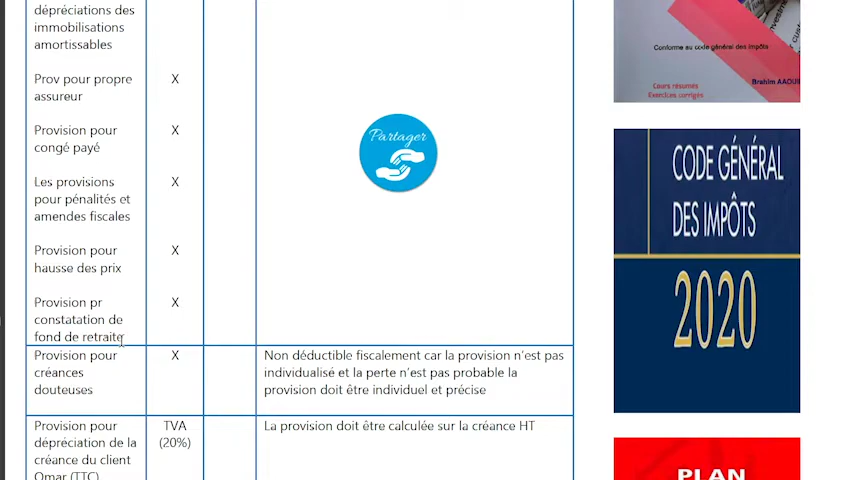 dépréciations des
immobilisations
amortissables
Prov pour propre
assureur
X
Provision pour
congé payé
X
Les provisions
pour pénalités et
amendes fiscales
X
Provision pour
hausse des prix
X
Provision pr
constatation de
fond de retraite
X
Provision pour
créances
douteuses
X
Non déductible fiscalement car la provision n'est pas
individualisé et la perte n'est pas probable la
provision doit être individuel et précise
Provision pour
dépréciation de la
créance du client
Omar (TTC)
TVA
(20%)
La provision doit être calculée sur la créance HT
Partager
Conforme au code général des impôts
Cours résumés
Exercices corrigés
Brahim
CODE GÉNÉRAL
DES IMPÔTS
2020
PLAN